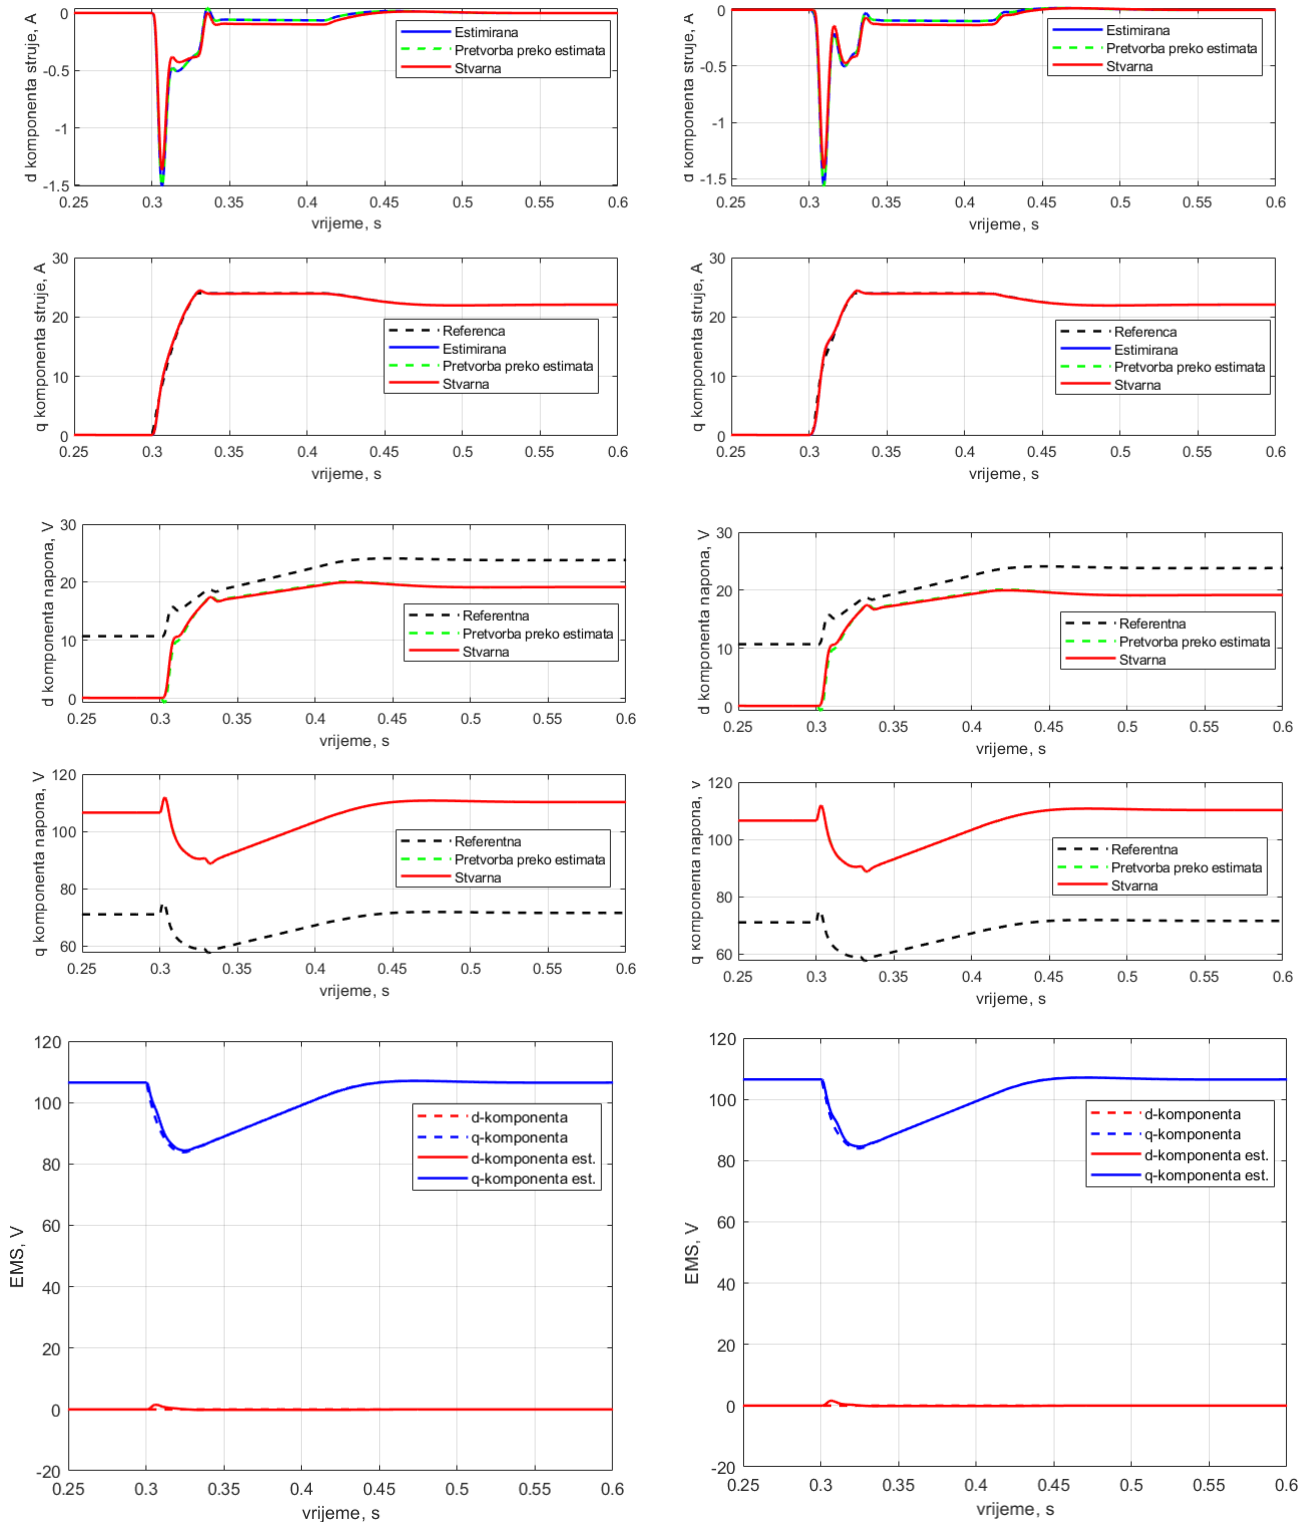 d komponenta struje, A
0
-0.5
-1
-1.5
0.25 0.3 0.35 0.4 0.45 0.5 0.55 0.6
vrijeme, s
Estimirana
Pretvorba preko estimata
Stvarna
d komponenta struje, A
0
-0.5
-1
-1.5
0.25 0.3 0.35 0.4 0.45 0.5 0.55 0.6
vrijeme, s
Estimirana
Pretvorba preko estimata
Stvarna
q komponenta struje, A
30
20
10
0
0.25 0.3 0.35 0.4 0.45 0.5 0.55 0.6
vrijeme, s
Referenca
Estimirana
Pretvorba preko estimata
Stvarna
q komponenta struje, A
30
20
10
0
0.25 0.3 0.35 0.4 0.45 0.5 0.55 0.6
vrijeme, s
Referenca
Estimirana
Pretvorba preko estimata
Stvarna
d komponenta napona, V
30
20
10
0
0.25 0.3 0.35 0.4 0.45 0.5 0.55 0.6
vrijeme, s
Referentna
Pretvorba preko estimata
Stvarna
d komponenta napona, V
30
20
10
0
0.25 0.3 0.35 0.4 0.45 0.5 0.55 0.6
vrijeme, s
Referentna
Pretvorba preko estimata
Stvarna
q komponenta napona, V
120
100
80
60
0.25 0.3 0.35 0.4 0.45 0.5 0.55 0.6
vrijeme, s
Referentna
Pretvorba preko estimata
Stvarna
q komponenta napona, V
120
100
80
60
0.25 0.3 0.35 0.4 0.45 0.5 0.55 0.6
vrijeme, s
Referentna
Pretvorba preko estimata
Stvarna
EMS, V
120
100
80
60
40
20
0
-20
0.25 0.3 0.35 0.4 0.45 0.5 0.55 0.6
vrijeme, s
d-komponenta
q-komponenta
d-komponenta est.
q-komponenta est.
EMS, V
120
100
80
60
40
20
0
-20
0.25 0.3 0.35 0.4 0.45 0.5 0.55 0.6
vrijeme, s
d-komponenta
q-komponenta
d-komponenta est.
q-komponenta est.